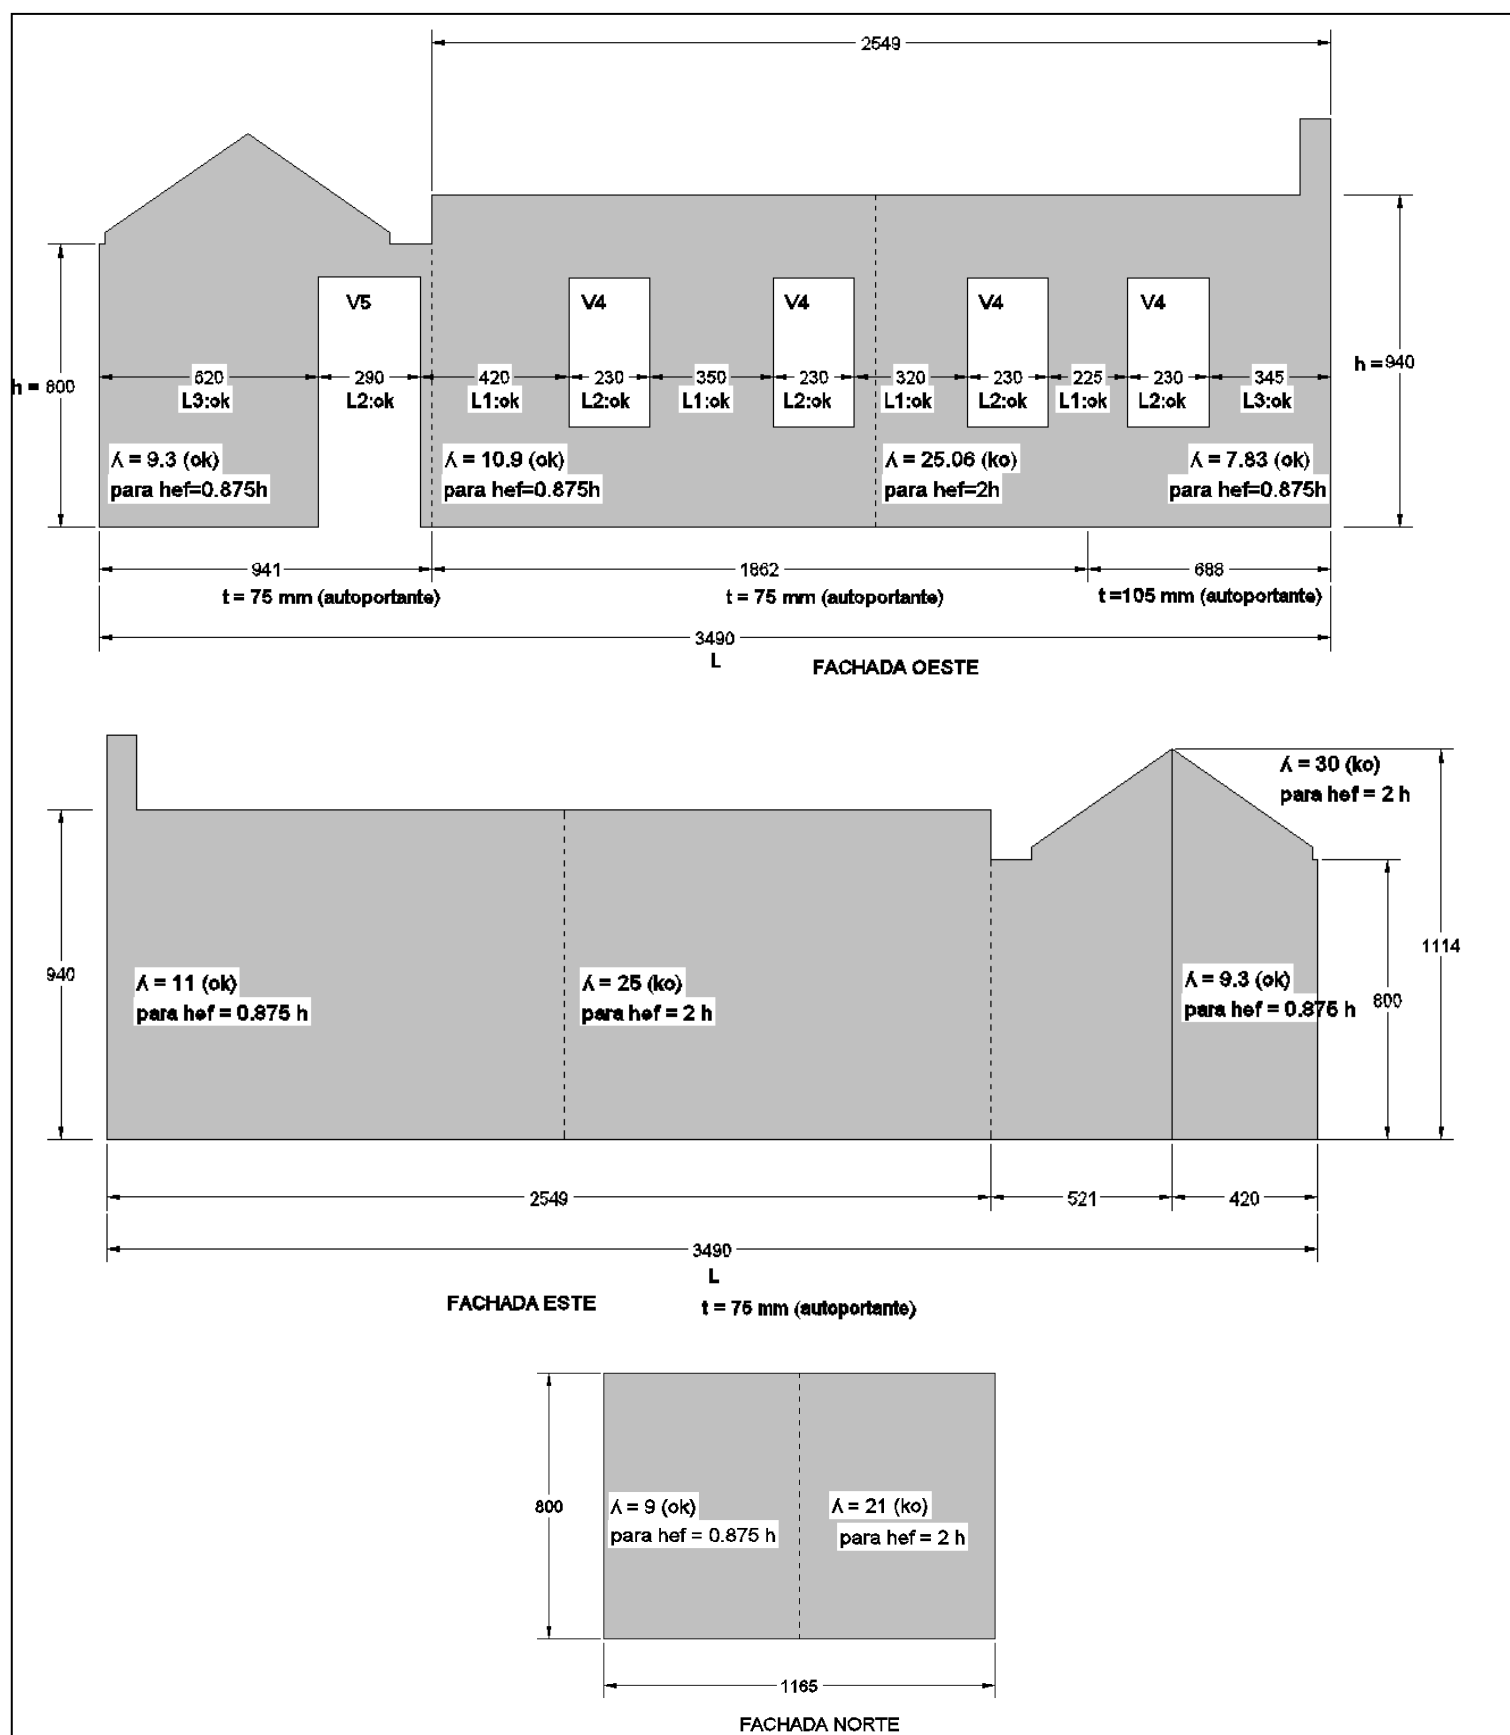 2549
V5
V4
V4
V4
V4
h = 800
620
290
420
230
350
230
320
230
225
230
345
h = 940
L3:ok
L2:ok
L1:ok
L2:ok
L1:ok
L2:ok
L1:ok
L2:ok
L1:ok
L2:ok
L3:ok
λ = 9.3 (ok)
para hef=0.875h
λ = 10.9 (ok)
para hef=0.875h
λ = 25.06 (ko)
para hef=2h
λ = 7.83 (ok)
para hef=0.875h
941
1862
688
t = 75 mm (autoportante)
t = 75 mm (autoportante)
t =105 mm (autoportante)
3490
L
FACHADA OESTE
λ = 30 (ko)
para hef = 2 h
940
λ = 11 (ok)
para hef = 0.875 h
λ = 25 (ko)
para hef = 2 h
λ = 9.3 (ok)
para hef = 0.875 h
800
1114
2549
521
420
3490
L
FACHADA ESTE
t = 75 mm (autoportante)
800
λ = 9 (ok)
para hef = 0.875 h
λ = 21 (ko)
para hef = 2 h
1165
FACHADA NORTE